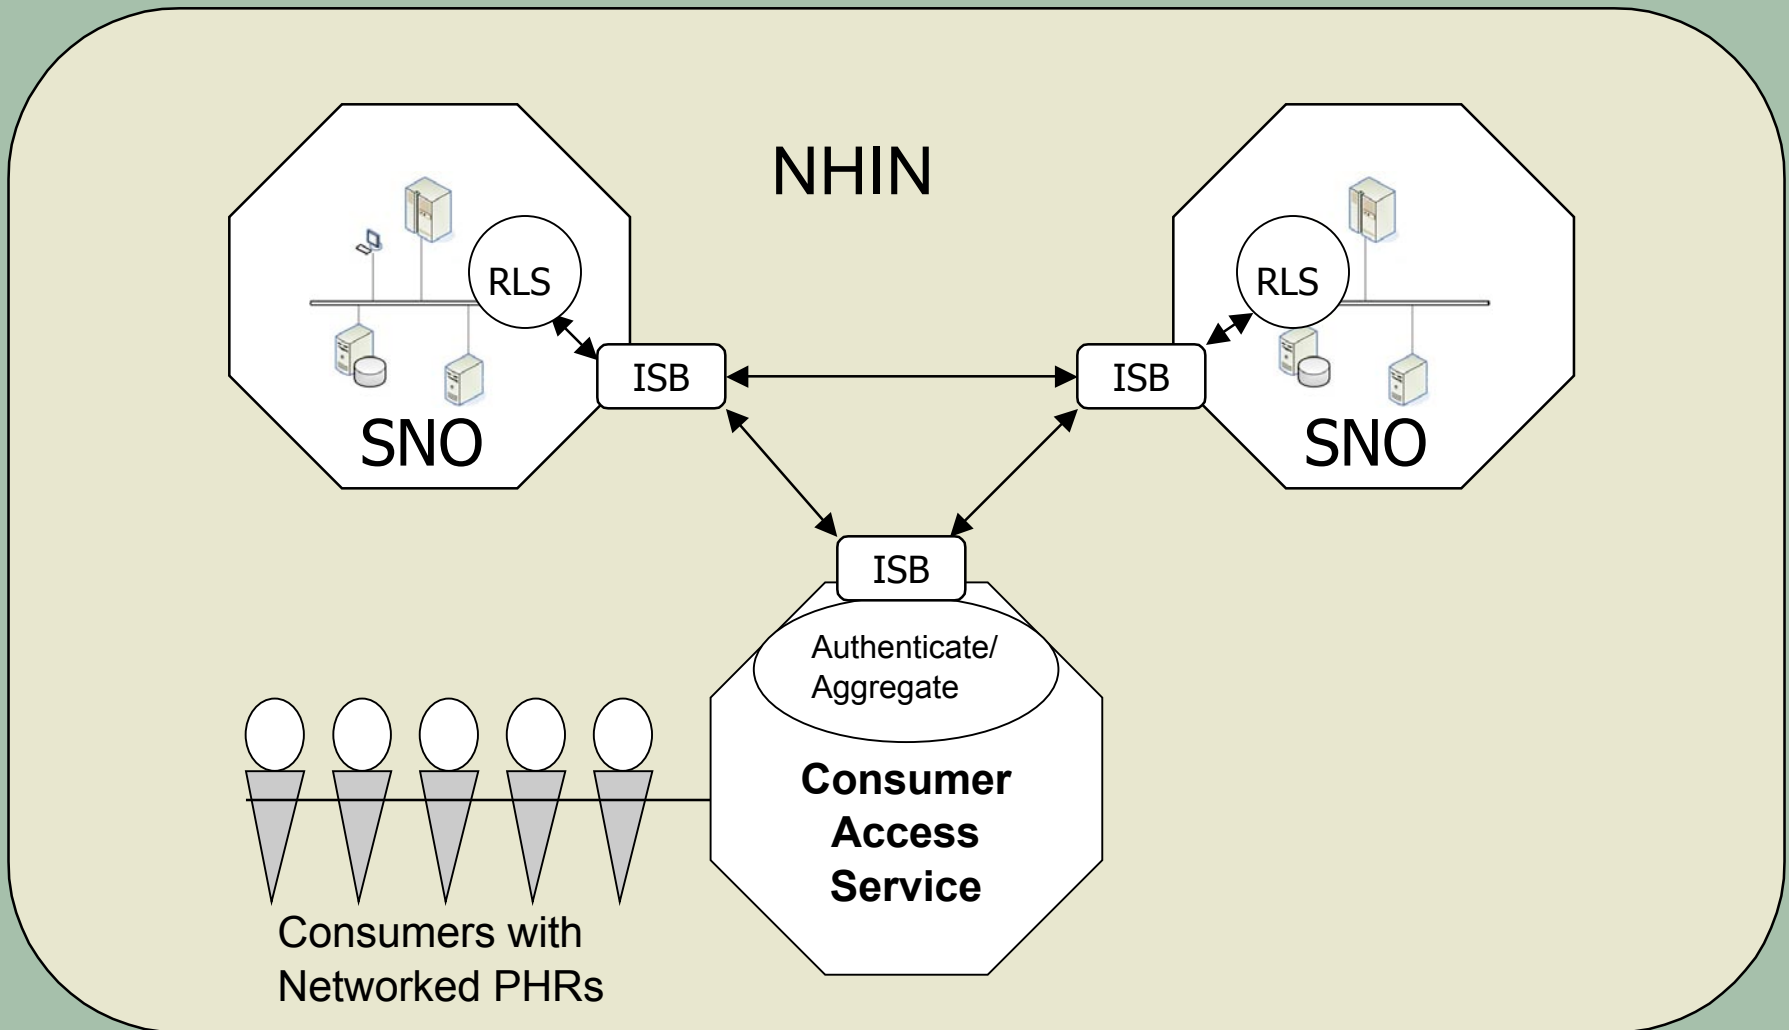 NHIN
RLS
RLS
ISB
ISB
SNO
SNO
ISB
Authenticate/
Aggregate
Consumer
Access
Service
Consumers with
Networked PHRs